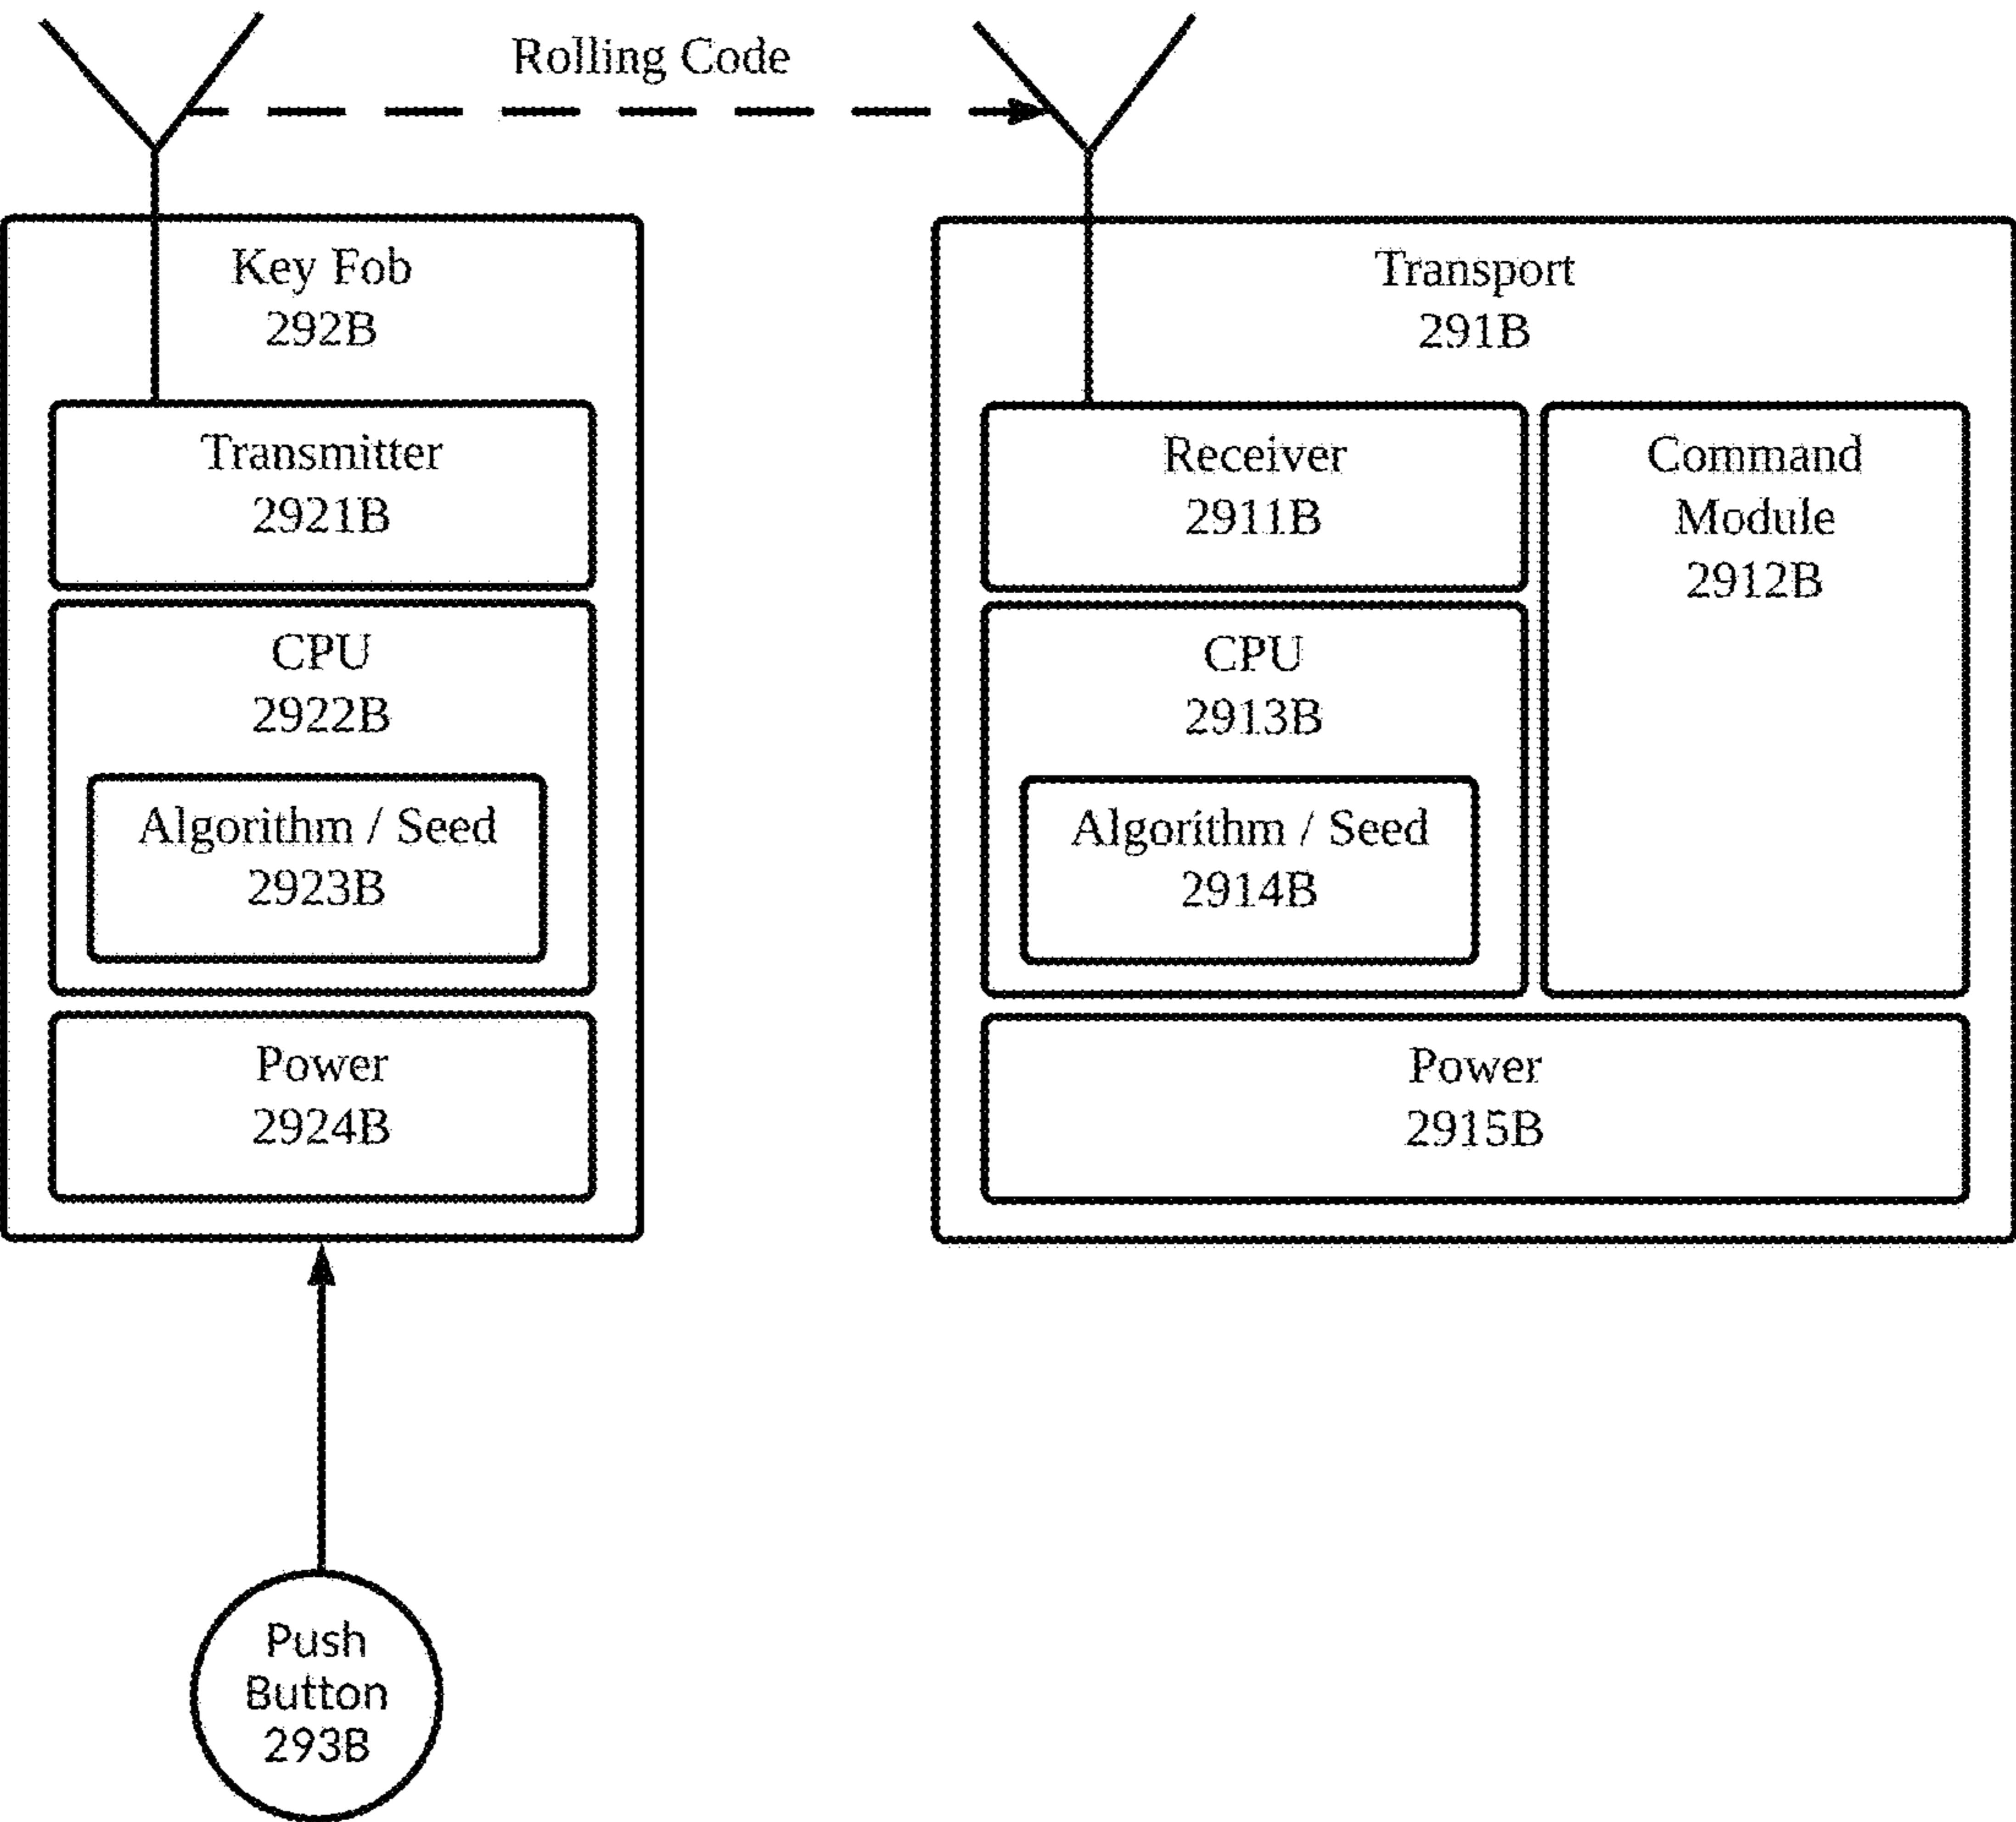 Rolling Code
Key Fob
292B
Transmitter
2921B
CPU
2922B
Algorithm / Seed
2923B
Power
2924B
Push
Button
293B
Transport
291B
Receiver
2911B
Command
Module
2912B
CPU
2913B
Algorithm / Seed
2914B
Power
2915B